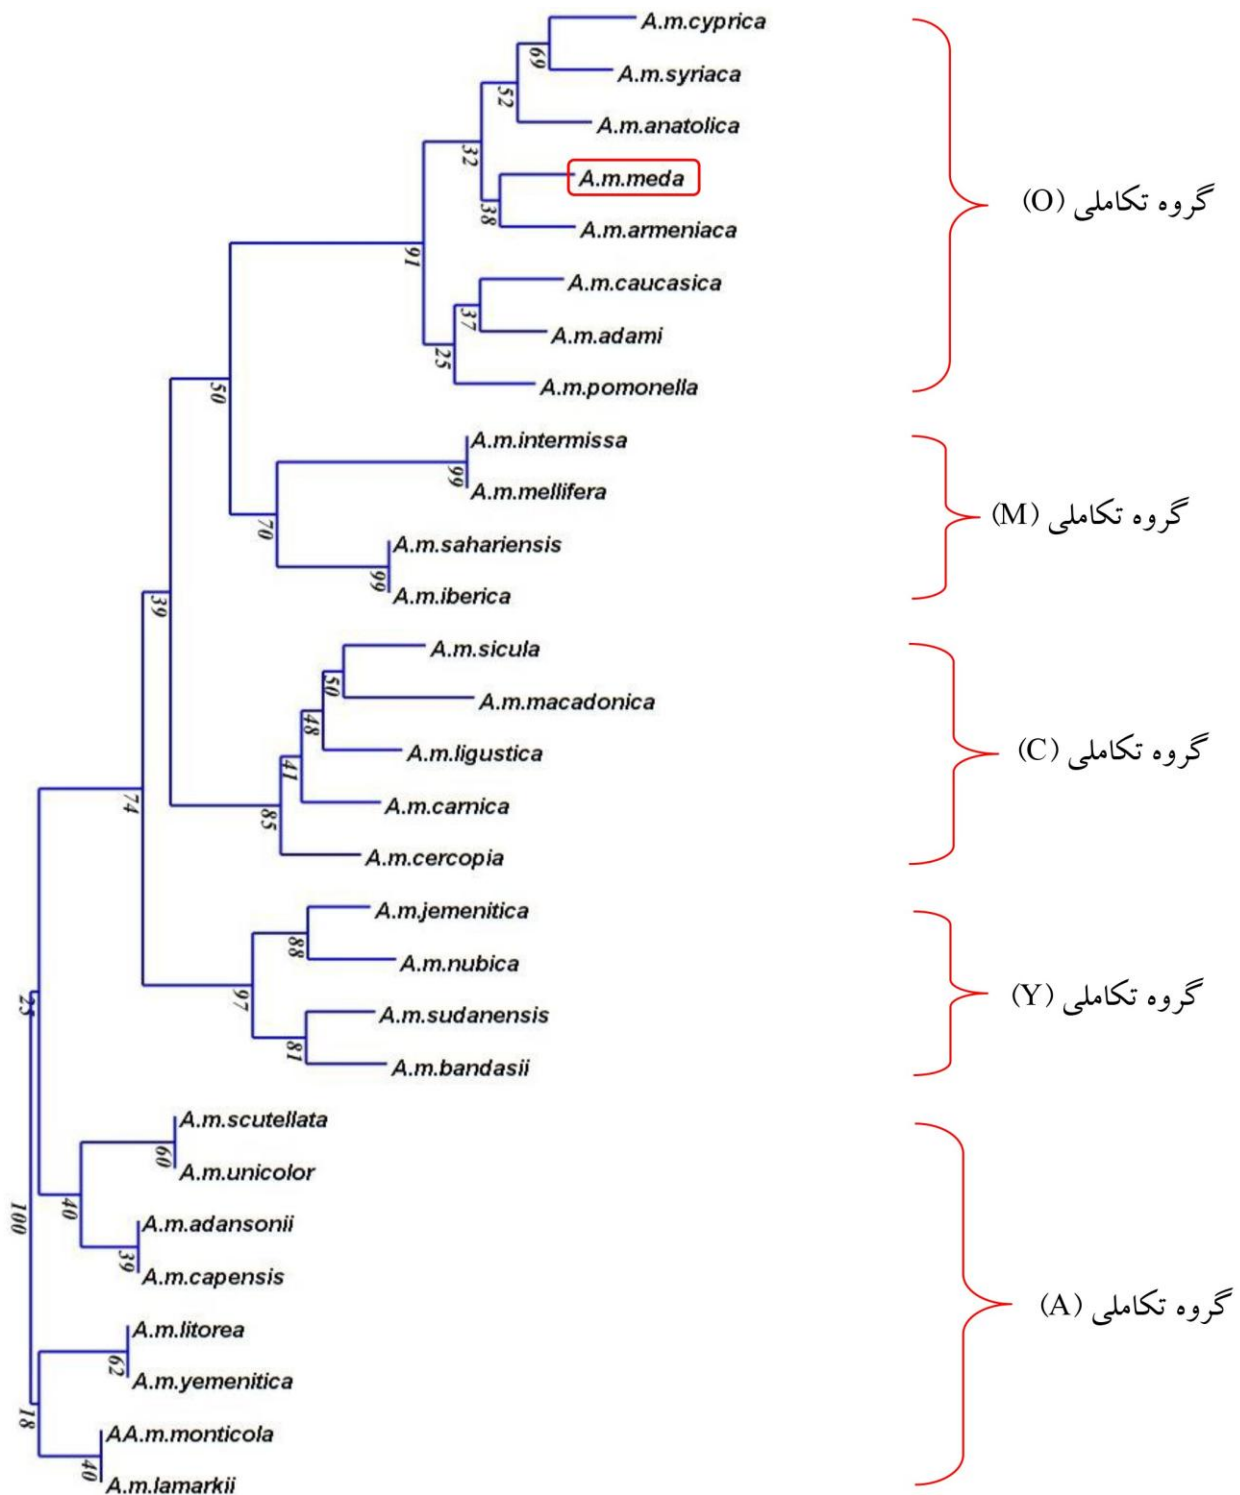 A.m.cyprica
69
A.m.syriaca
52
A.m.anatolica
32
A.m.meda
38
A.m.armeniaca
گروه تکاملی (O)
91
A.m.caucasica
37
A.m.adami
25
A.m.pomonella
50
A.m.intermissa
99
A.m.mellifera
70
A.m.sahariensis
99
A.m.iberica
گروه تکاملی (M)
39
A.m.sicula
50
A.m.macadonica
48
A.m.ligustica
41
A.m.carnica
85
A.m.cercopia
گروه تکاملی (C)
74
A.m.jemenitica
88
A.m.nubica
97
A.m.sudanensis
81
A.m.bandasii
گروه تکاملی (Y)
25
A.m.scutellata
60
A.m.unicolor
40
A.m.adansonii
39
A.m.capensis
100
A.m.litorea
62
A.m.yemenitica
18
AA.m.monticola
40
A.m.lamarkii
گروه تکاملی (A)